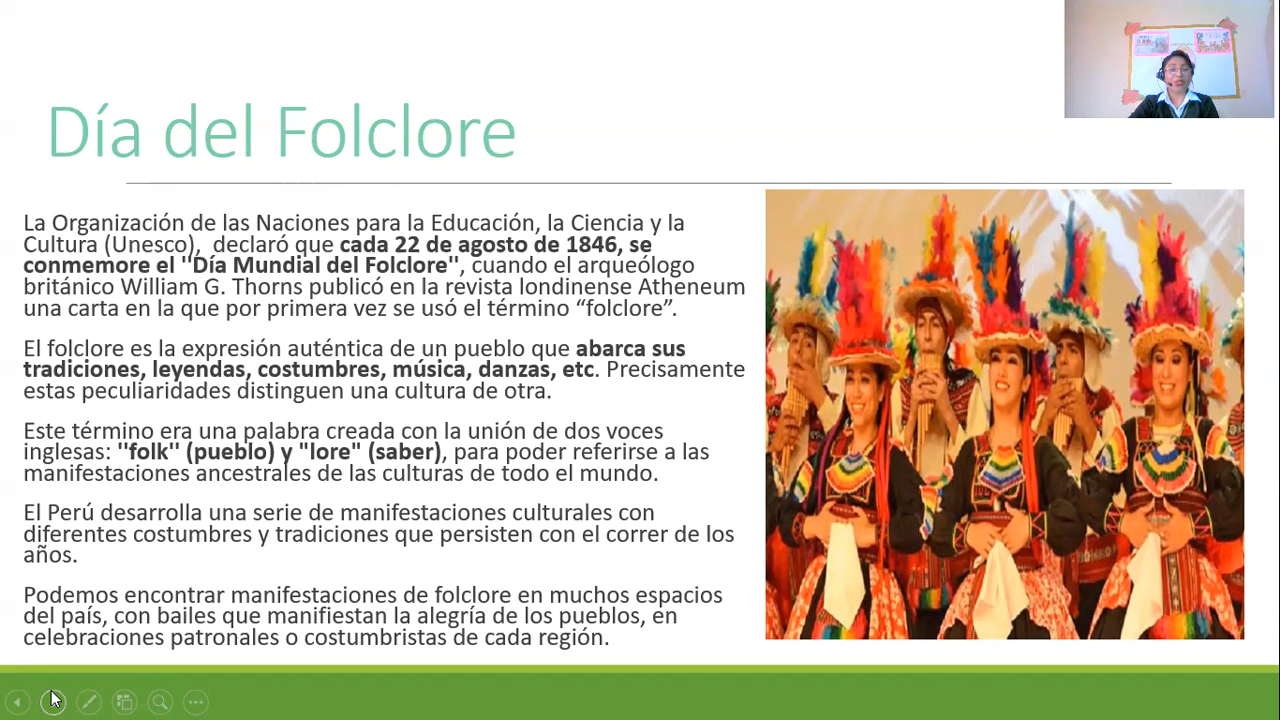 Día del Folclore
La Organización de las Naciones para la Educación, la Ciencia y la
Cultura (Unesco),  declaró que cada 22 de agosto de 1846, se
conmemore el ''Día Mundial del Folclore'', cuando el arqueólogo
británico William G. Thorns publicó en la revista londinense Atheneum
una carta en la que por primera vez se usó el término “folclore”.
El folclore es la expresión auténtica de un pueblo que abarca sus
tradiciones, leyendas, costumbres, música, danzas, etc. Precisamente
estas peculiaridades distinguen una cultura de otra.
Este término era una palabra creada con la unión de dos voces
inglesas: ''folk'' (pueblo) y "lore" (saber), para poder referirse a las
manifestaciones ancestrales de las culturas de todo el mundo.
El Perú desarrolla una serie de manifestaciones culturales con
diferentes costumbres y tradiciones que persisten con el correr de los
años.
Podemos encontrar manifestaciones de folclore en muchos espacios
del país, con bailes que manifiestan la alegría de los pueblos, en
celebraciones patronales o costumbristas de cada región.